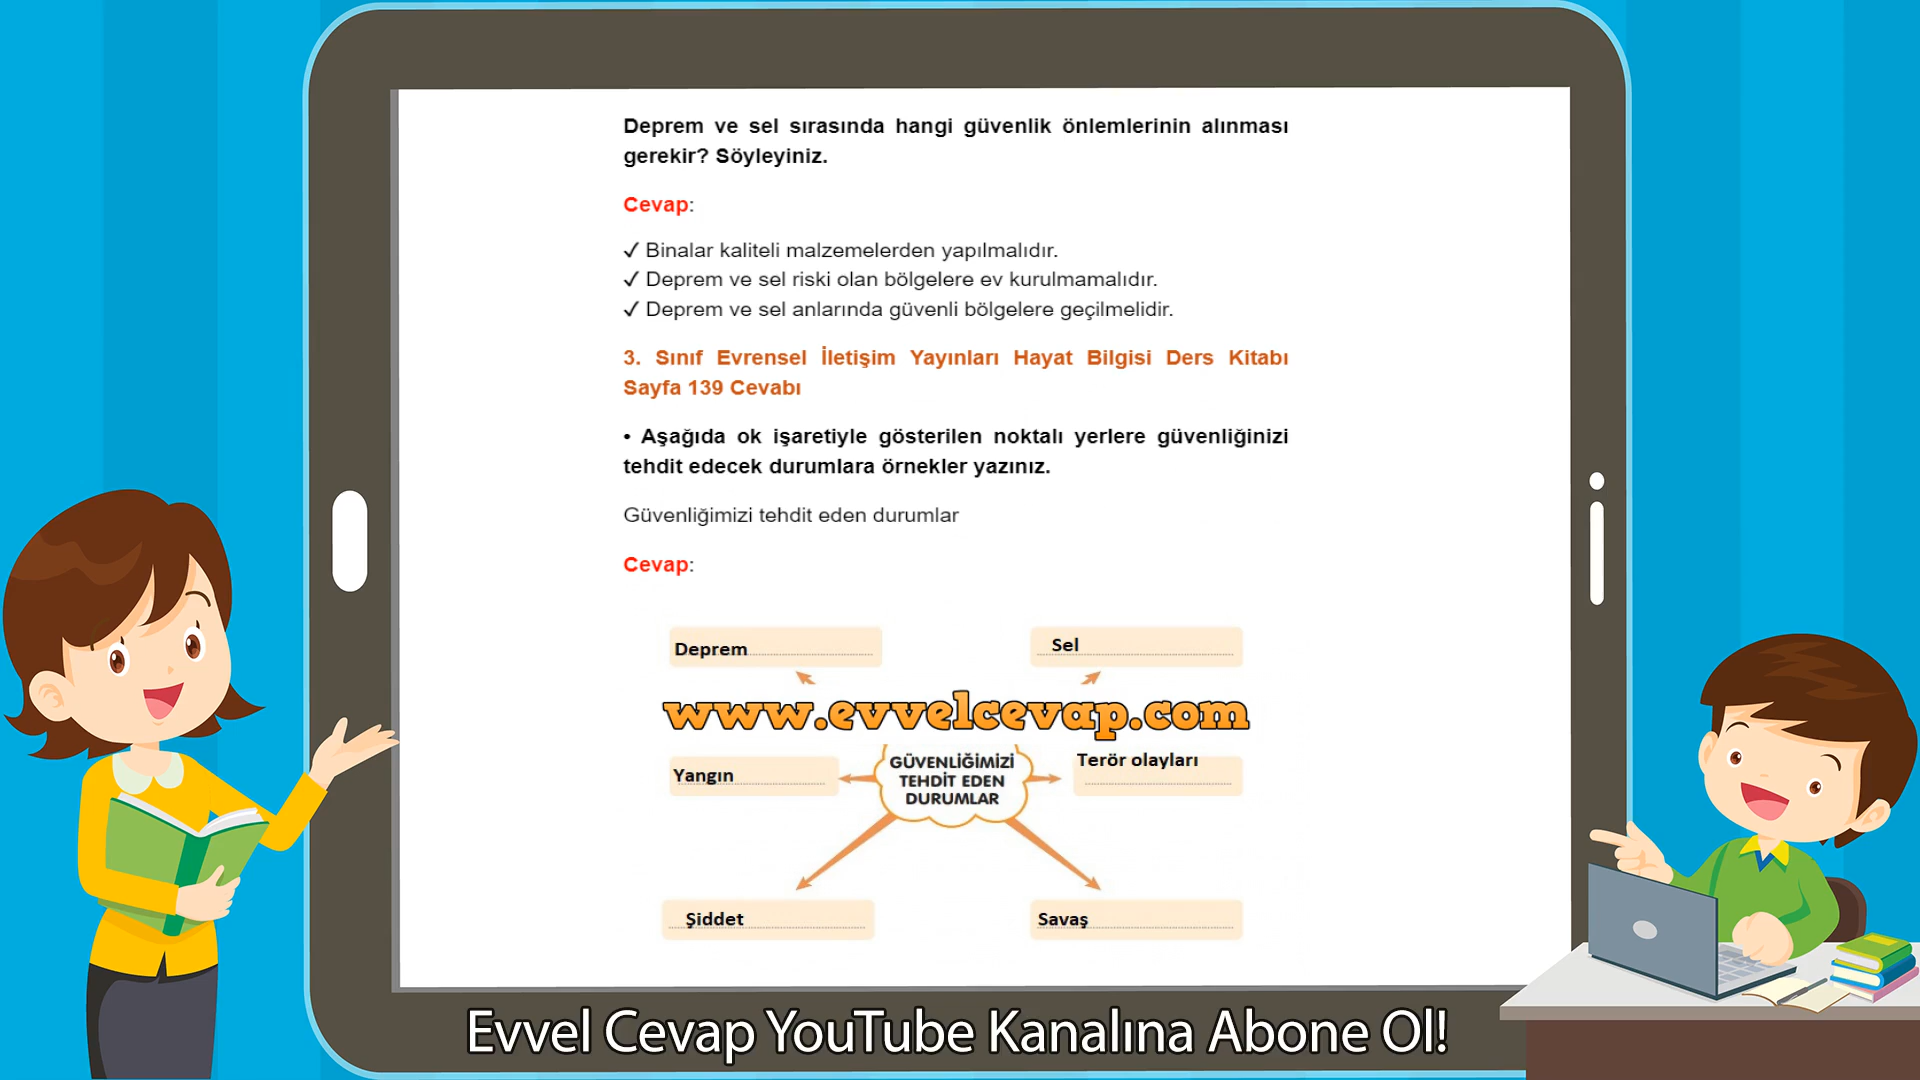 Deprem ve sel sırasında hangi güvenlik önlemlerinin alınması
gerekir? Söyleyiniz.
Cevap:
✓ Binalar kaliteli malzemelerden yapılmalıdır.
✓ Deprem ve sel riski olan bölgelere ev kurulmamalıdır.
✓ Deprem ve sel anlarında güvenli bölgelere geçilmelidir.
3. Sınıf Evrensel İletişim Yayınları Hayat Bilgisi Ders Kitabı
Sayfa 139 Cevabı
• Aşağıda ok işaretiyle gösterilen noktalı yerlere güvenliğinizi
tehdit edecek durumlara örnekler yazınız.
Güvenliğimizi tehdit eden durumlar
Cevap:
Deprem
Sel
www.evvelcevap.com
Yangın
GÜVENLİĞİMİZİ
TEHDİT EDEN
DURUMLAR
Terör olayları
Şiddet
Savaş
Evvel Cevap YouTube Kanalına Abone Ol!